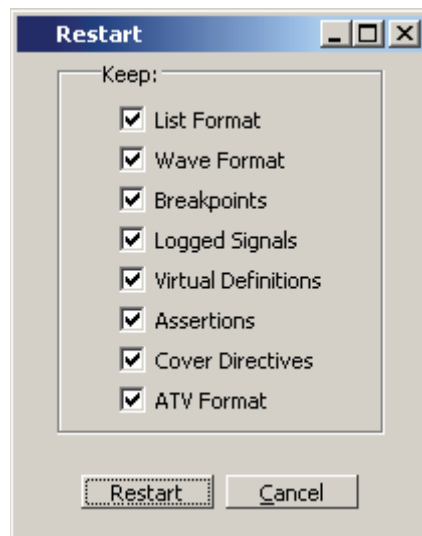 Restart
Keep:
List Format
Wave Format
Breakpoints
Logged Signals
Virtual Definitions
Assertions
Cover Directives
ATV Format
Restart
Cancel